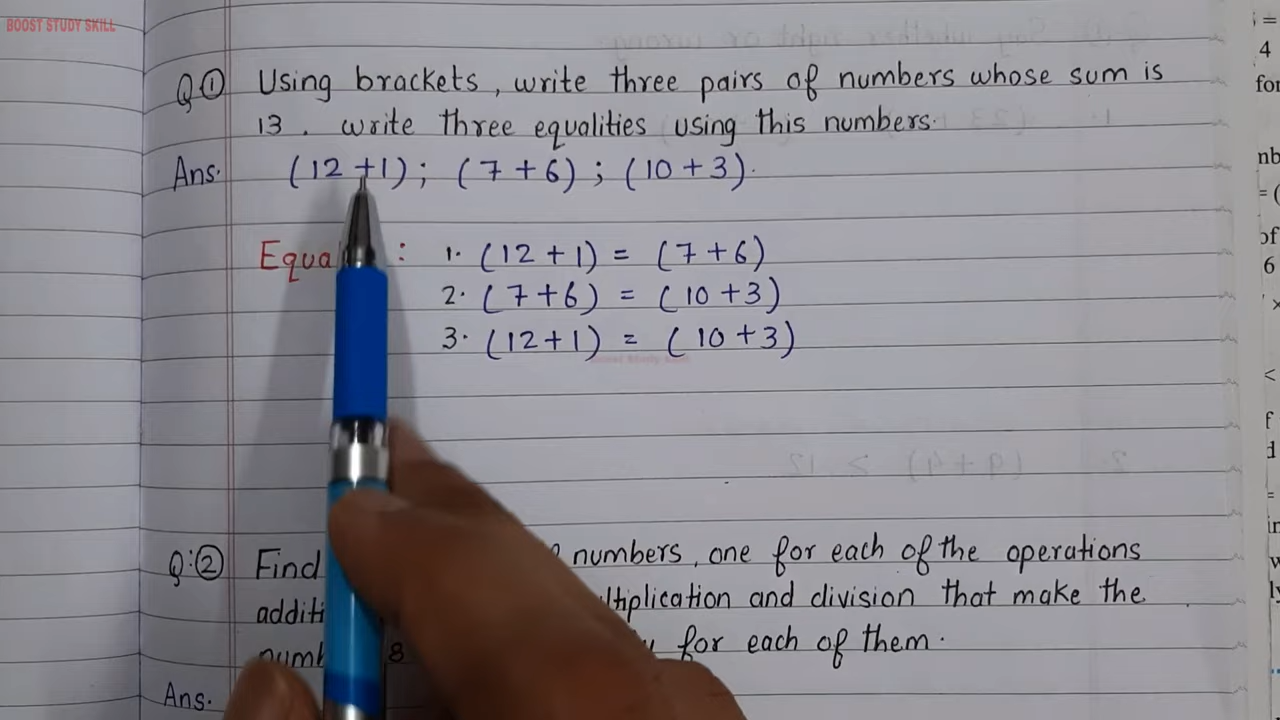 BOOST STUDY SKILL
Q① Using brackets, write three pairs of numbers whose sum is
13. write three equalities using this numbers.
Ans. (12+1); (7+6); (10+3).
Equa :
1. (12+1) = (7+6)
2. (7+6) = (10+3)
3. (12+1) = (10+3)
Q:② Find numbers, one for each of the operations
additi ltiplication and division that make the
numb 8 for each of them.
Ans.